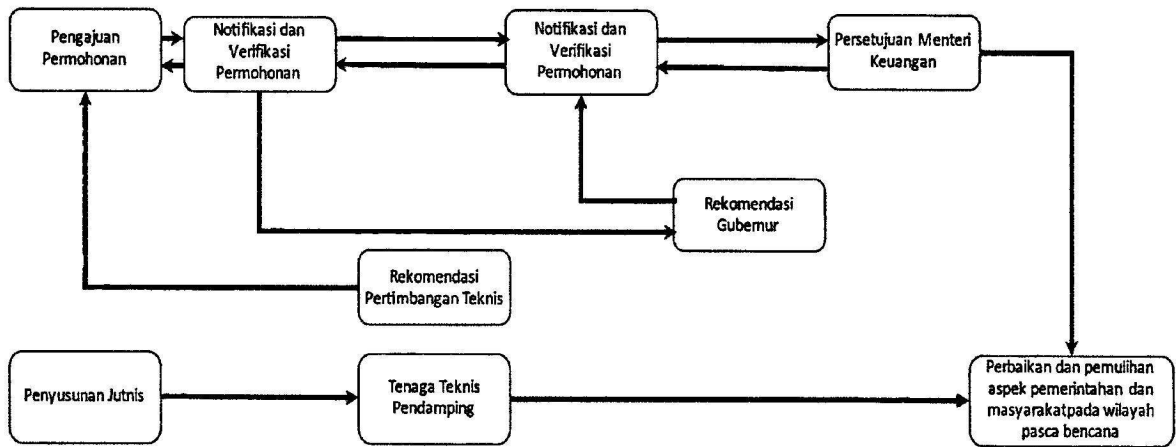 Pengajuan
Permohonan
Notifikasi dan
Verifikasi
Permohonan
Notifikasi dan
Verifikasi
Permohonan
Persetujuan Menteri
Keuangan
Rekomendasi
Gubernur
Rekomendasi
Pertimbangan Teknis
Penyusunan Jutnis
Tenaga Teknis
Pendamping
Perbaikan dan pemulihan
aspek pemerintahan dan
masyarakatpada wilayah
pasca bencana